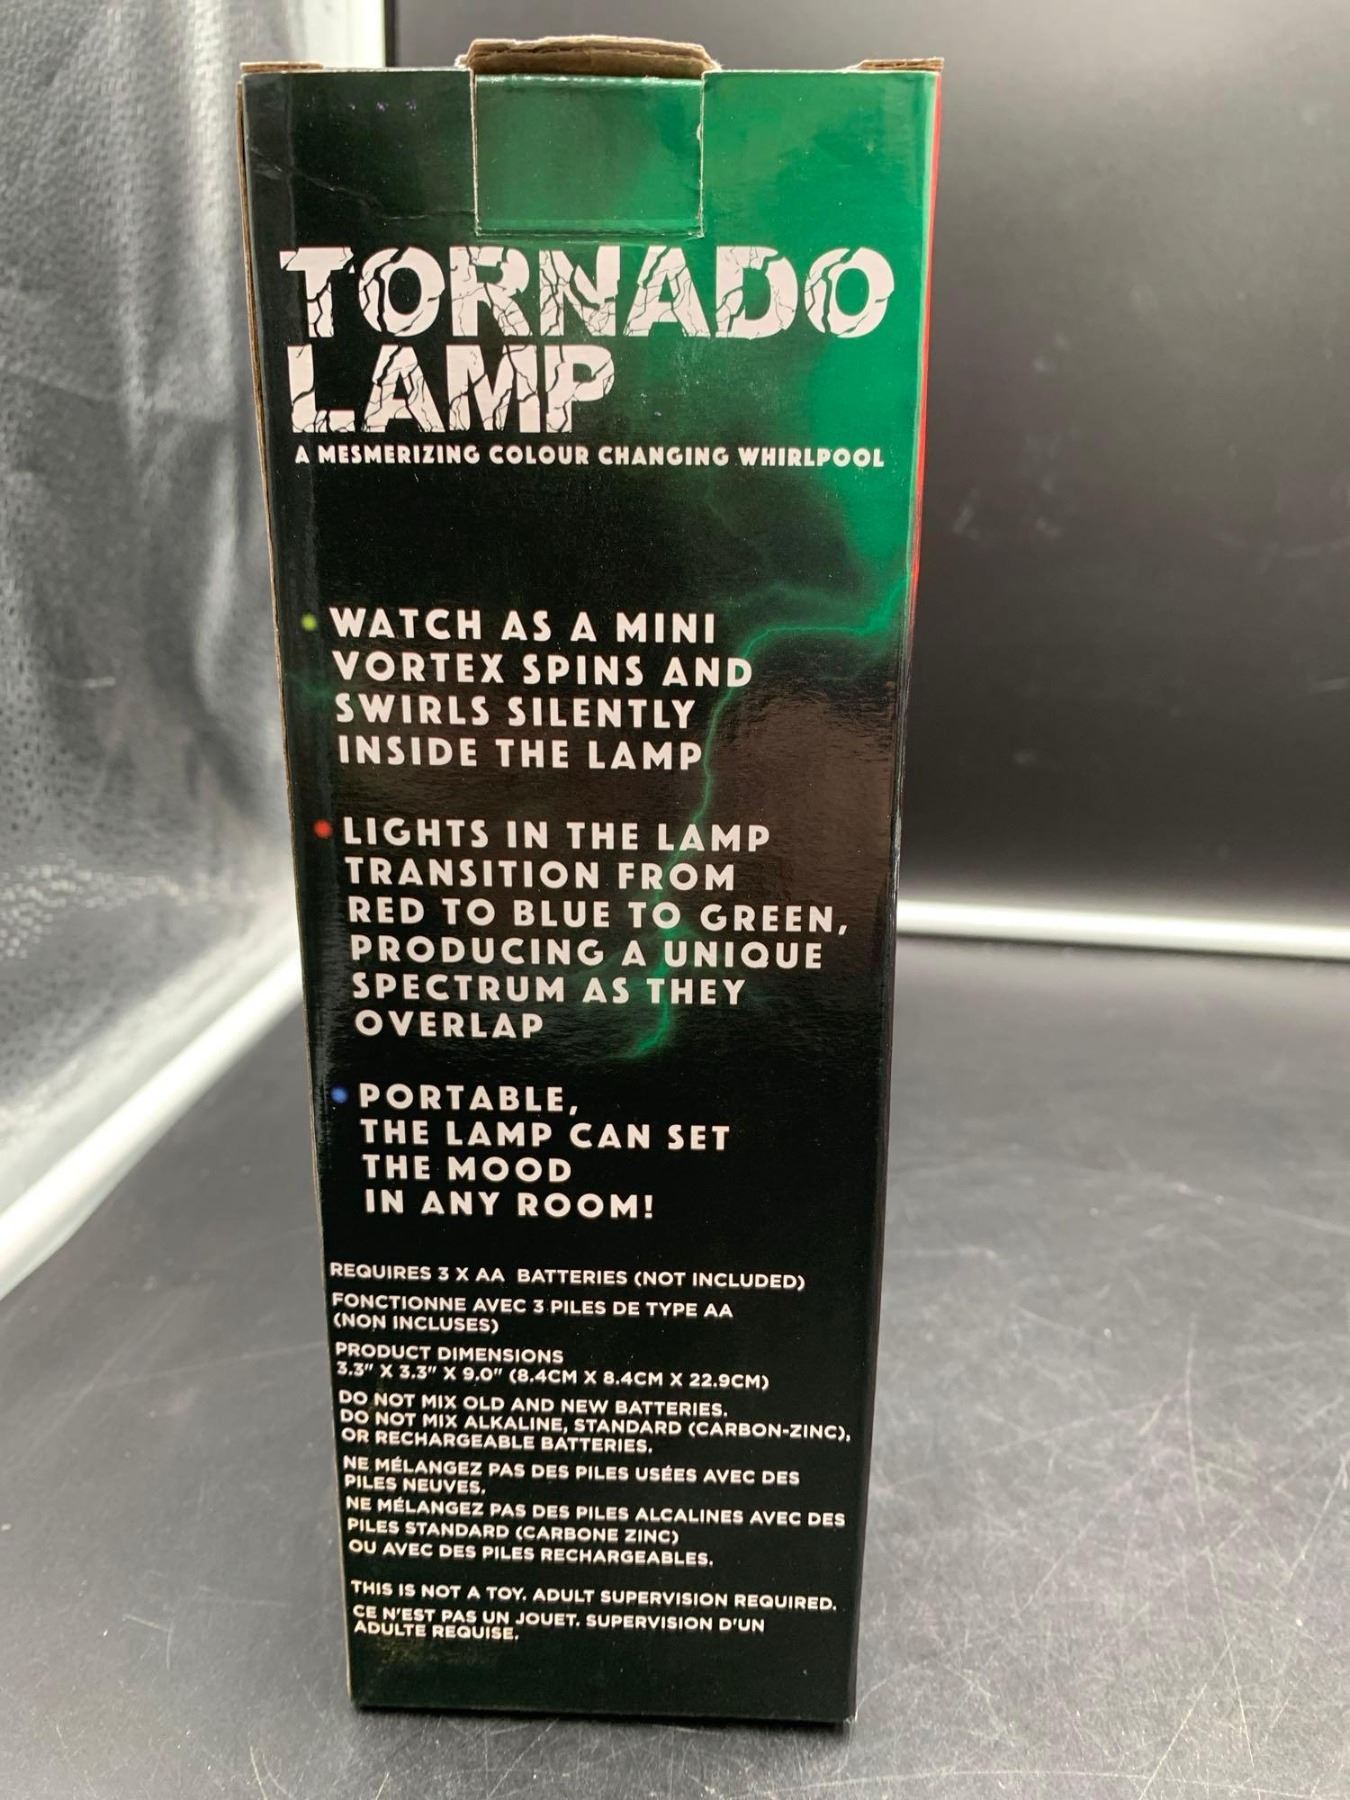 TORNADO
LAMP
A MESMERIZING COLOUR CHANGING WHIRLPOOL
WATCH AS A MINI
VORTEX SPINS AND
SWIRLS SILENTLY
INSIDE THE LAMP
LIGHTS IN THE LAMP
TRANSITION FROM
RED TO BLUE TO GREEN,
PRODUCING A UNIQUE
SPECTRUM AS THEY
OVERLAP
PORTABLE,
THE LAMP CAN SET
THE MOOD
IN ANY ROOM!
REQUIRES 3 X AA BATTERIES (NOT INCLUDED)
FONCTIONNE AVEC 3 PILES DE TYPE AA
(NON INCLUSES)
PRODUCT DIMENSIONS
3.3" X 3.3" X 9.0" (8.4CM X 8.4CM X 22.9CM)
DO NOT MIX OLD AND NEW BATTERIES.
DO NOT MIX ALKALINE, STANDARD (CARBON-ZINC),
OR RECHARGEABLE BATTERIES.
NE MÉLANGEZ PAS DES PILES USÉES AVEC DES
PILES NEUVES.
NE MÉLANGEZ PAS DES PILES ALCALINES AVEC DES
PILES STANDARD (CARBONE ZINC)
OU AVEC DES PILES RECHARGEABLES.
THIS IS NOT A TOY. ADULT SUPERVISION REQUIRED.
CE N'EST PAS UN JOUET. SUPERVISION D'UN
ADULTE REQUISE.